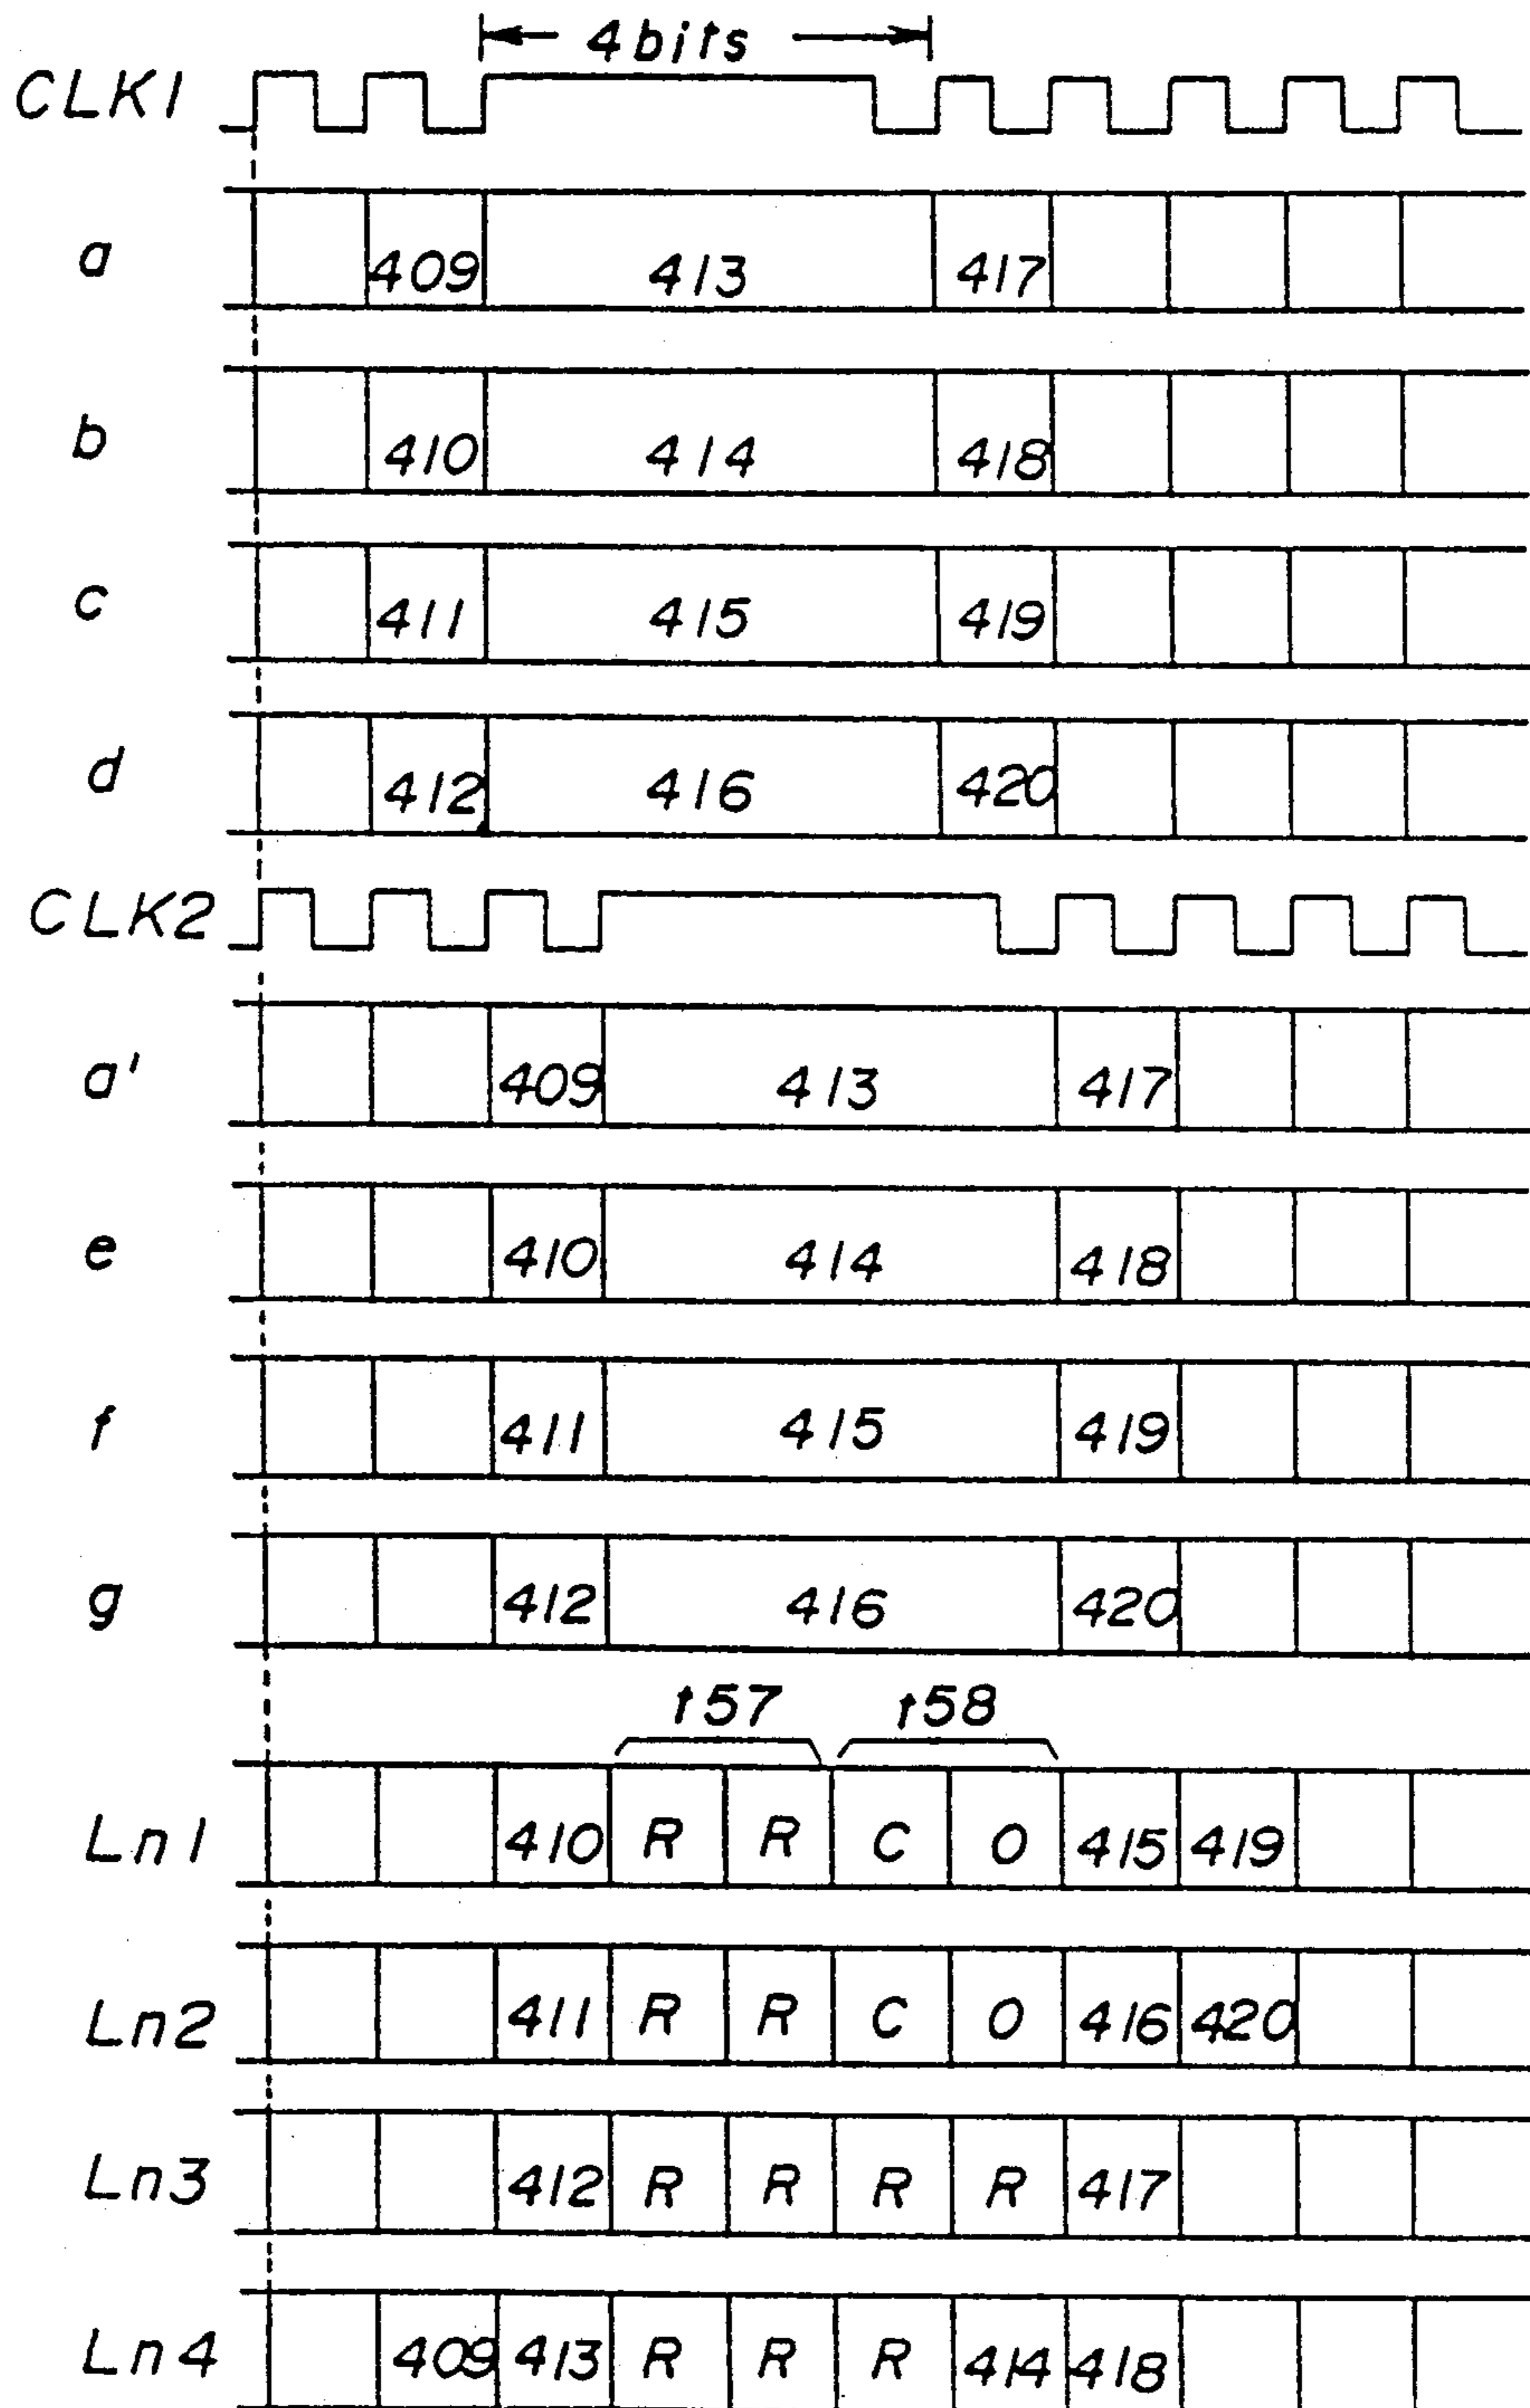 4bits
CLK1
a 409 413 417
b 410 414 418
c 411 415 419
d 412 416 420
CLK2
a' 409 413 417
e 410 414 418
f 411 415 419
g 412 416 420
t57 t58
Ln1 410 R R C 0 415 419
Ln2 411 R R C 0 416 420
Ln3 412 R R R R 417
Ln4 409 413 R R R 414 418